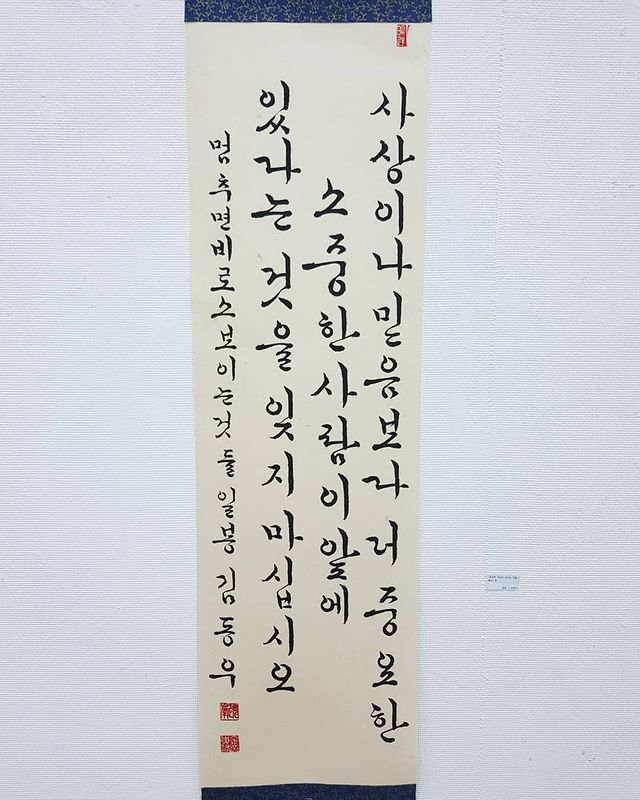 사상이나 믿음보다 더 중요한
소중한 사람이 앞에
있다는 것을 잊지 마십시오
멈추면 비로소 보이는 것들 일봉 김동우